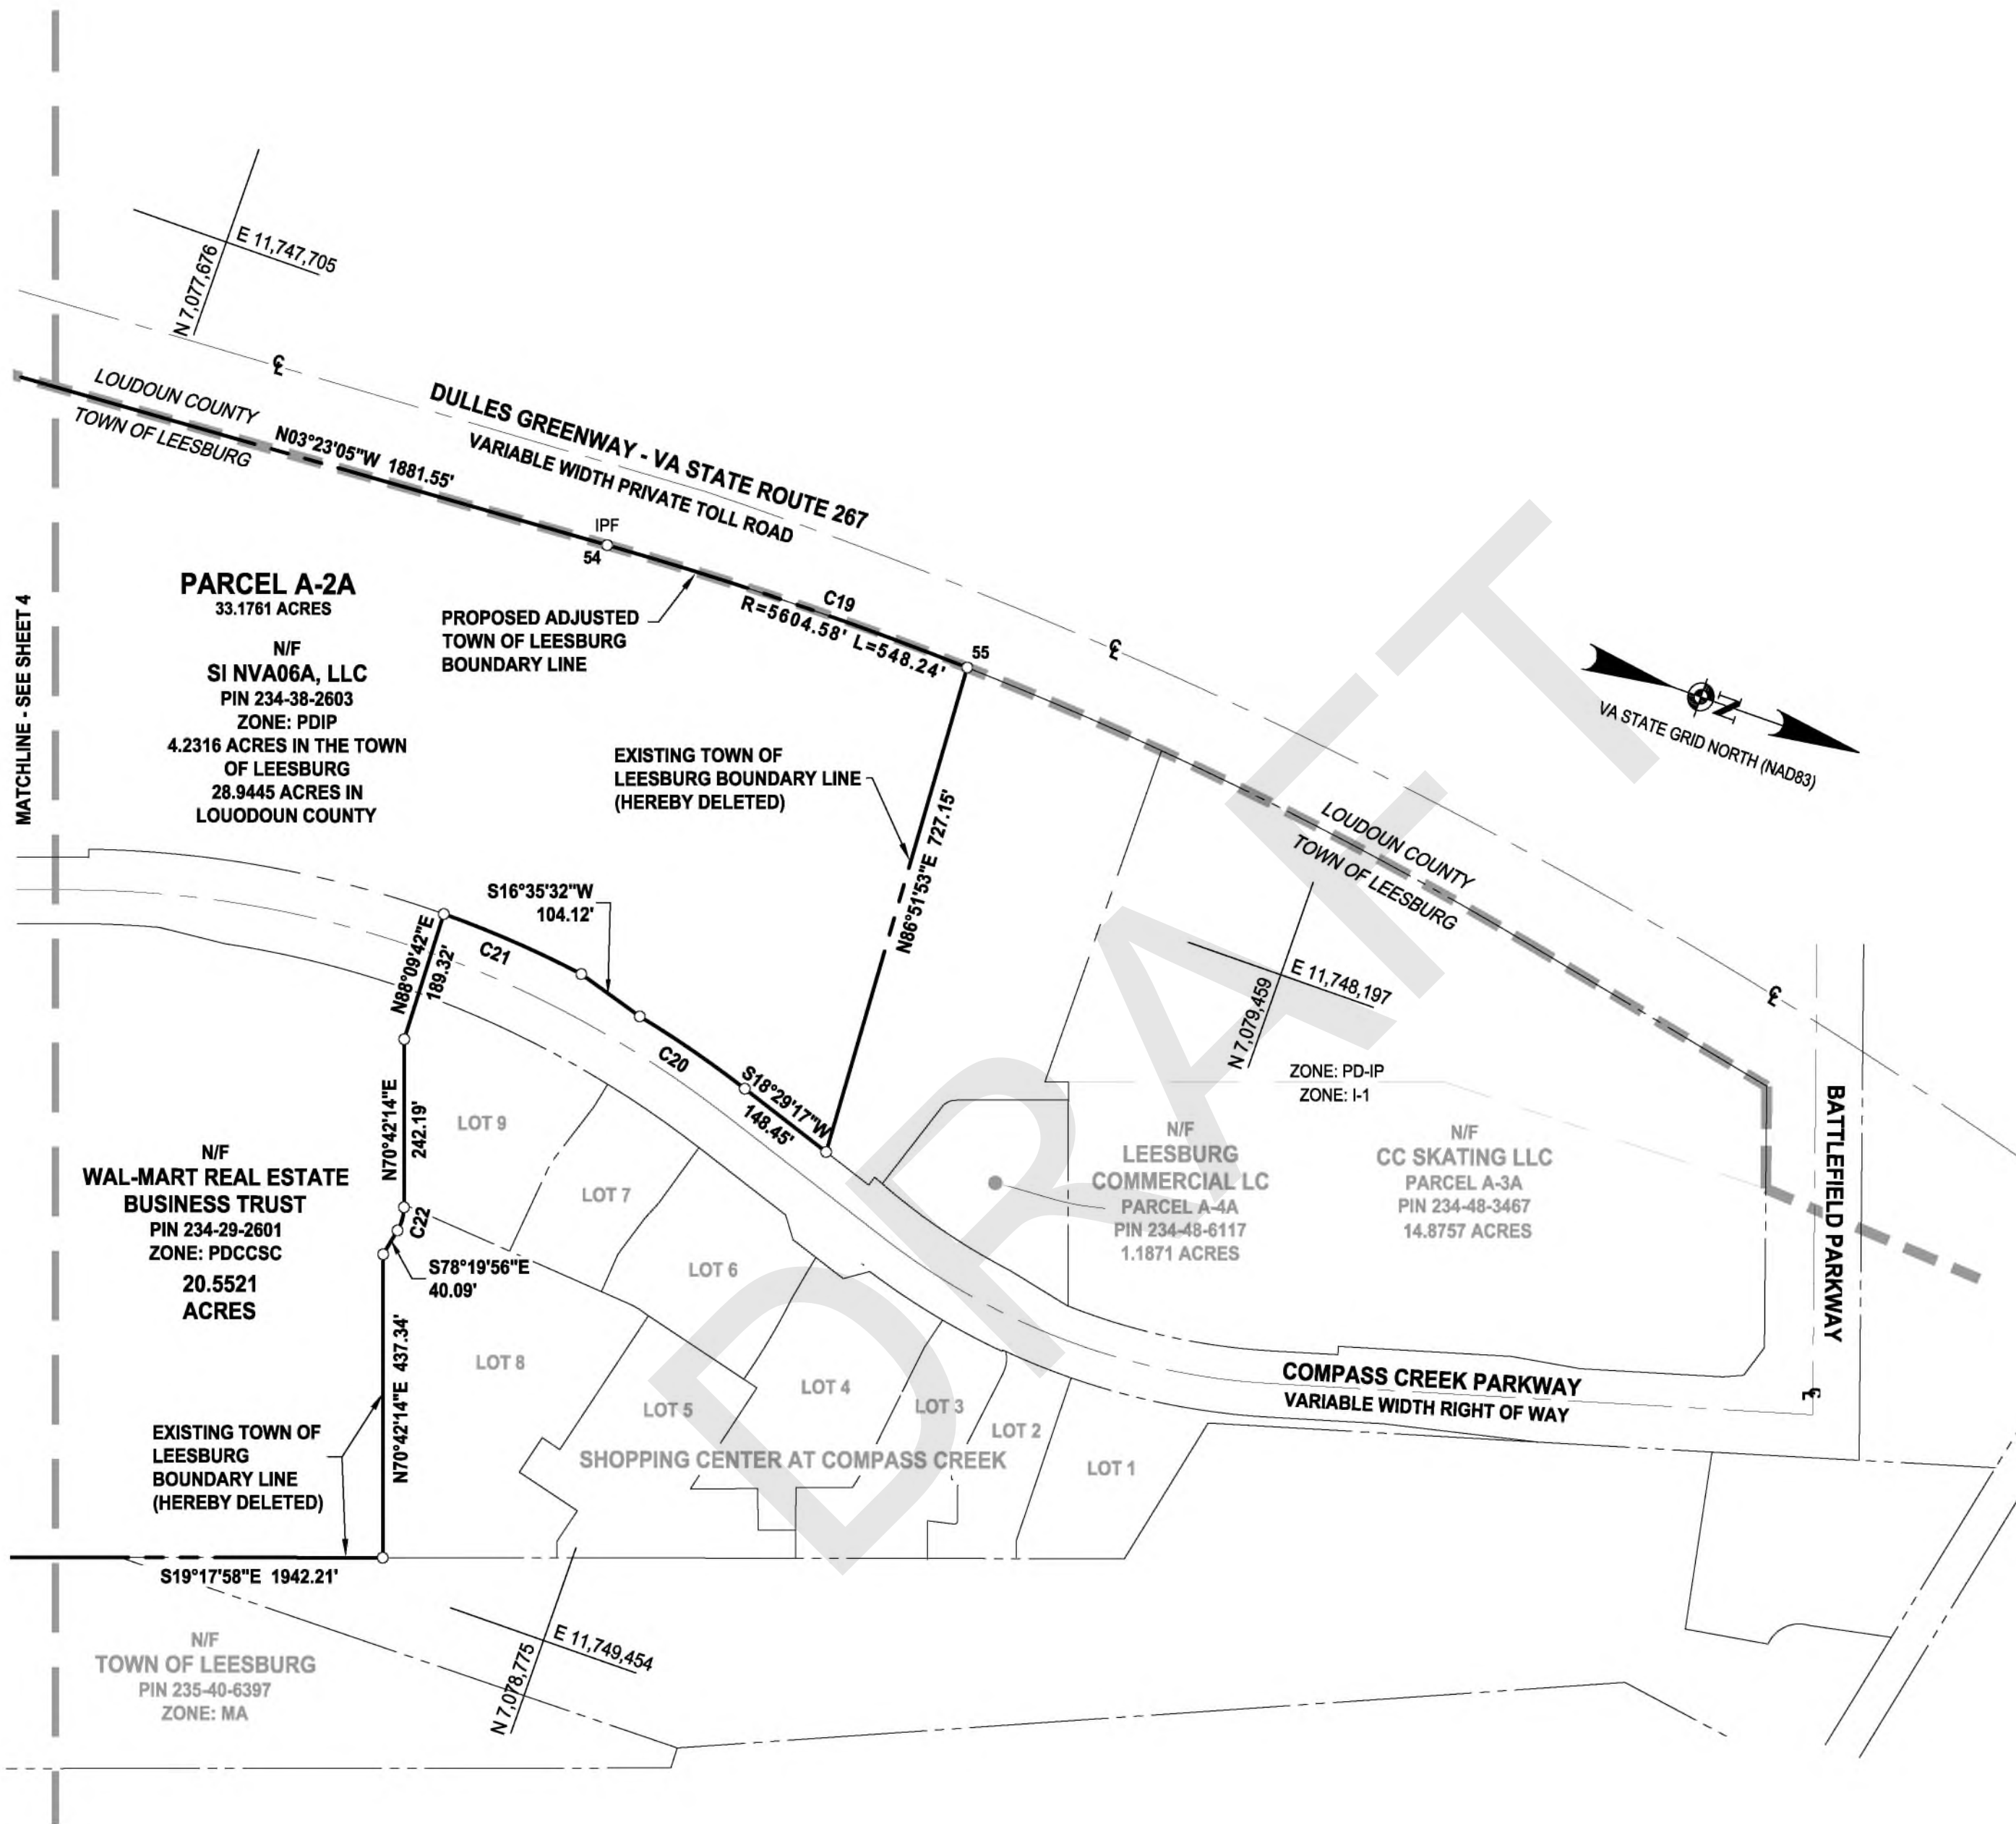 E 11,747,705
N 7,077,676
LOUDOUN COUNTY
TOWN OF LEESBURG
N03°23'05"W 1881.55'
DULLES GREENWAY - VA STATE ROUTE 267
VARIABLE WIDTH PRIVATE TOLL ROAD
IPF
54
C19
R=5604.58' L=548.24'
55
MATCHLINE - SEE SHEET 4
PARCEL A-2A
33.1761 ACRES
N/F
SI NVA06A, LLC
PIN 234-38-2603
ZONE: PDIP
4.2316 ACRES IN THE TOWN
OF LEESBURG
28.9445 ACRES IN
LOUODOUN COUNTY
PROPOSED ADJUSTED
TOWN OF LEESBURG
BOUNDARY LINE
EXISTING TOWN OF
LEESBURG BOUNDARY LINE
(HEREBY DELETED)
N86°51'53"E 727.15'
VA STATE GRID NORTH (NAD83)
N
LOUDOUN COUNTY
TOWN OF LEESBURG
E 11,748,197
N 7,079,459
ZONE: PD-IP
ZONE: I-1
S16°35'32"W
104.12'
N88°09'42"E
189.32'
C21
C20
S18°29'17"W
148.45'
N70°42'14"E
242.19'
C22
S78°19'56"E
40.09'
N70°42'14"E 437.34'
N/F
WAL-MART REAL ESTATE
BUSINESS TRUST
PIN 234-29-2601
ZONE: PDCCSC
20.5521
ACRES
EXISTING TOWN OF
LEESBURG
BOUNDARY LINE
(HEREBY DELETED)
S19°17'58"E 1942.21'
N/F
TOWN OF LEESBURG
PIN 235-40-6397
ZONE: MA
LOT 9
LOT 7
LOT 6
LOT 8
LOT 5
LOT 4
LOT 3
LOT 2
LOT 1
SHOPPING CENTER AT COMPASS CREEK
N/F
LEESBURG
COMMERCIAL LC
PARCEL A-4A
PIN 234-48-6117
1.1871 ACRES
N/F
CC SKATING LLC
PARCEL A-3A
PIN 234-48-3467
14.8757 ACRES
BATTLEFIELD PARKWAY
COMPASS CREEK PARKWAY
VARIABLE WIDTH RIGHT OF WAY
E 11,749,454
N 7,078,775
DRAFT